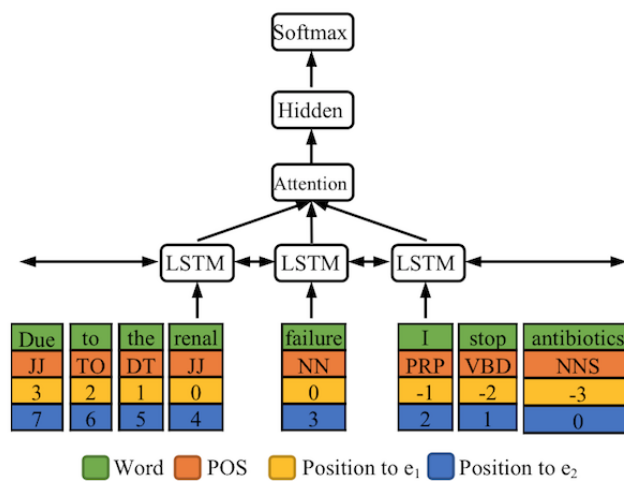 Softmax
Hidden
Attention
LSTM LSTM LSTM
Due to the renal failure I stop antibiotics
JJ TO DT JJ NN PRP VBD NNS
3 2 1 0 0 -1 -2 -3
7 6 5 4 3 2 1 0
Word POS Position to e₁ Position to e₂